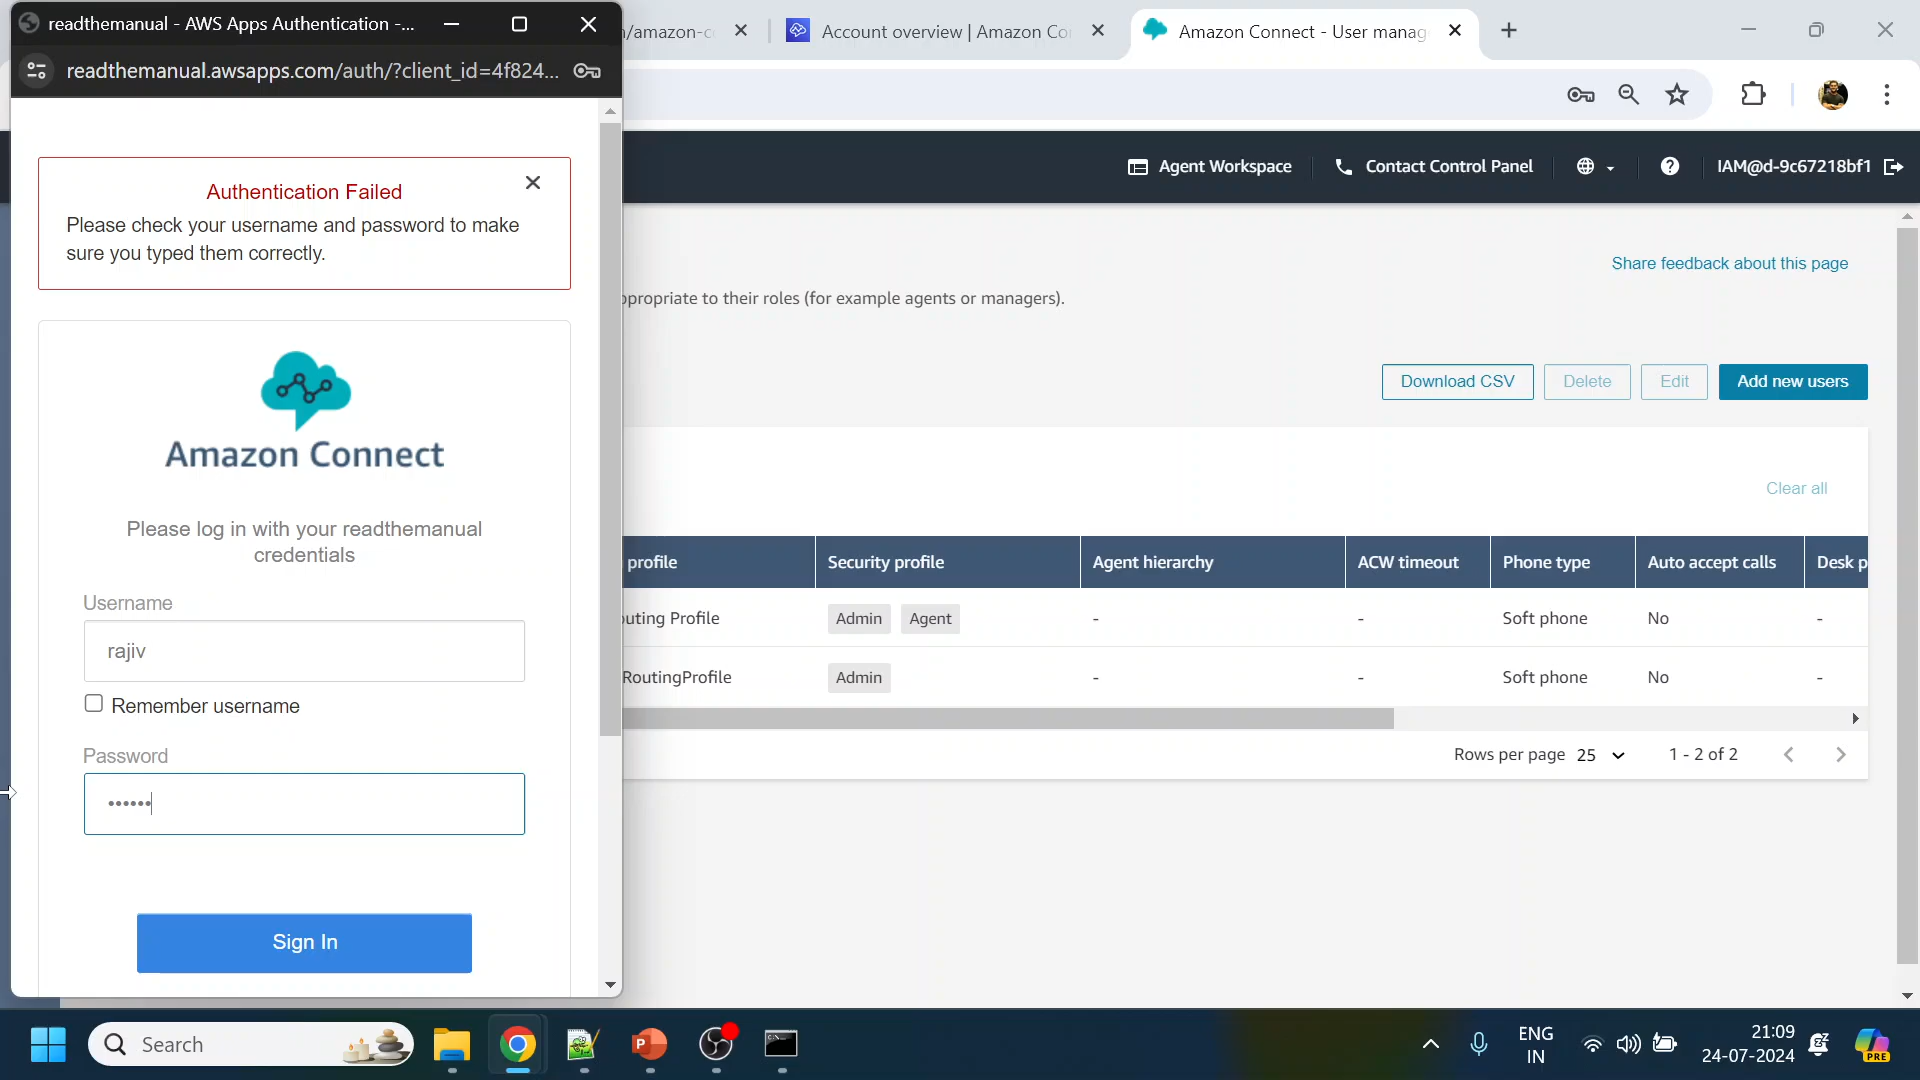 readthemanual - AWS Apps Authentication -...
readthemanual.awsapps.com/auth/?client_id=4f824...
Authentication Failed
Please check your username and password to make
sure you typed them correctly.
Amazon Connect
Please log in with your readthemanual
credentials
Username
rajiv
Remember username
Password
Sign In
/amazon-c
Account overview | Amazon Co
Amazon Connect - User manag
Agent Workspace
Contact Control Panel
IAM@d-9c67218bf1
Share feedback about this page
ppropriate to their roles (for example agents or managers).
Download CSV
Delete
Edit
Add new users
Clear all
profile Security profile Agent hierarchy ACW timeout Phone type Auto accept calls Desk p
outing Profile Admin Agent - - Soft phone No -
RoutingProfile Admin - - Soft phone No -
Rows per page 25 1 - 2 of 2
Search
ENG
IN
21:09
24-07-2024
PRE